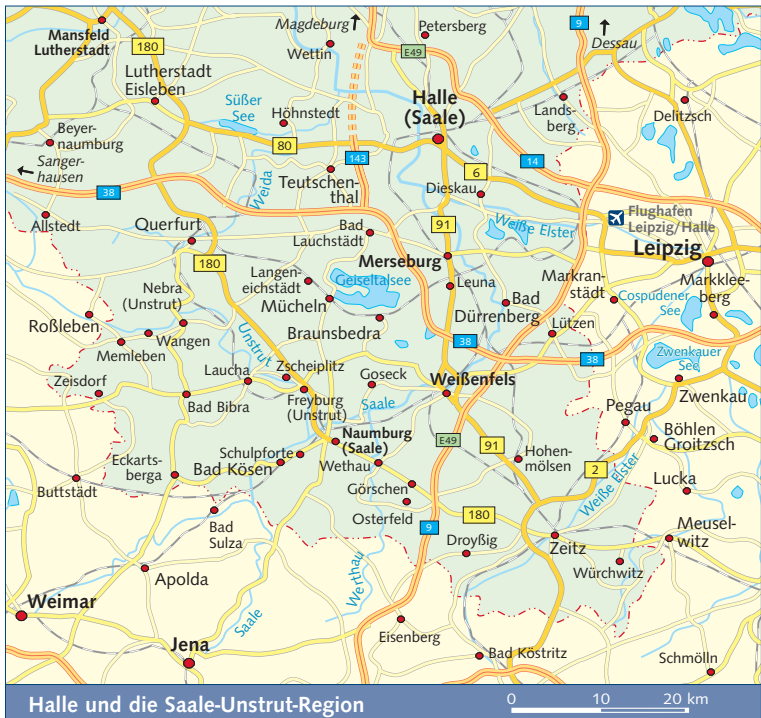 Magdeburg
Petersberg
9
Mansfeld
Lutherstadt
180
Wettin
E49
Dessau
Lutherstadt
Eisleben
Süßer
See
Höhnstedt
Halle
(Saale)
Lands-
berg
Delitzsch
Beyer-
naumburg
80
143
14
Sanger-
hausen
38
Teutschen-
thal
6
Dieskau
Weida
Allstedt
Querfurt
Bad
Lauchstädt
91
Weiße Elster
Flughafen
Leipzig/Halle
180
Merseburg
Leipzig
Nebra
(Unstrut)
Langen-
eichstädt
Geiseltalsee
Leuna
Markran-
städt
Markklee-
berg
Mücheln
Bad
Dürrenberg
Cospudener
See
Roßleben
Wangen
Unstrut
Braunsbedra
Lützen
Memleben
38
38
Zwenkauer
See
Zeisdorf
Laucha
Zscheiplitz
Goseck
Weißenfels
Zwenkau
Bad Bibra
Freyburg
(Unstrut)
Saale
Pegau
Naumburg
(Saale)
E49
91
Böhlen
Groitzsch
Eckarts-
berga
Schulpforte
Bad Kösen
Wethau
Hohen-
mölsen
2
Lucka
Buttstädt
Görschen
Weiße Elster
Bad
Sulza
Osterfeld
180
9
Droyßig
Zeitz
Meusel-
witz
Apolda
Werthau
Würchwitz
Weimar
Saale
Jena
Eisenberg
Bad Köstritz
Schmölln
Halle und die Saale-Unstrut-Region
0 10 20 km